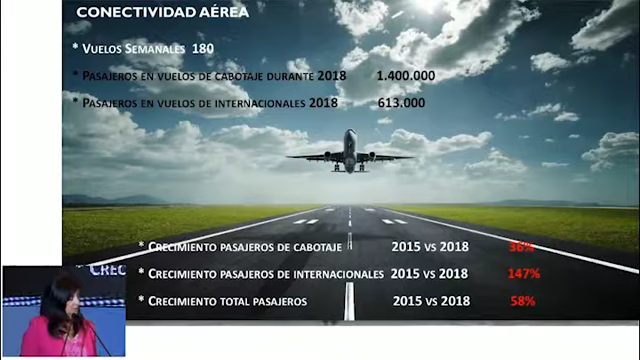 CONECTIVIDAD AÉREA
* VUELOS SEMANALES 180
* PASAJEROS EN VUELOS DE CABOTAJE DURANTE 2018 1.400.000
* PASAJEROS EN VUELOS DE INTERNACIONALES 2018 613.000
* CRECIMIENTO PASAJEROS DE CABOTAJE 2015 VS 2018 36%
* CRECIMIENTO PASAJEROS DE INTERNACIONALES 2015 VS 2018 147%
* CRECIMIENTO TOTAL PASAJEROS 2015 VS 2018 58%
* CREC